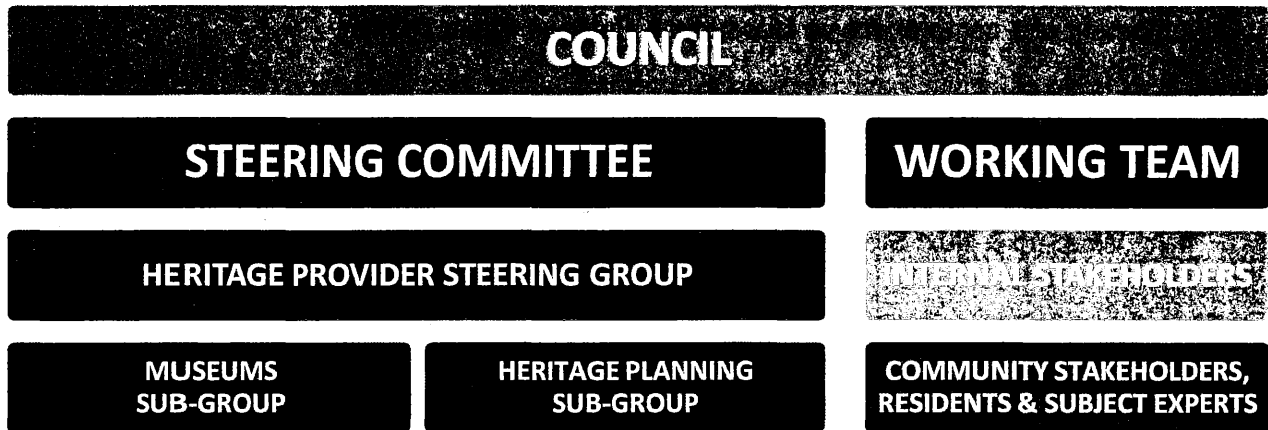 COUNCIL
STEERING COMMITTEE
WORKING TEAM
HERITAGE PROVIDER STEERING GROUP
INTERNAL STAKEHOLDERS
MUSEUMS
SUB-GROUP
HERITAGE PLANNING
SUB-GROUP
COMMUNITY STAKEHOLDERS,
RESIDENTS & SUBJECT EXPERTS